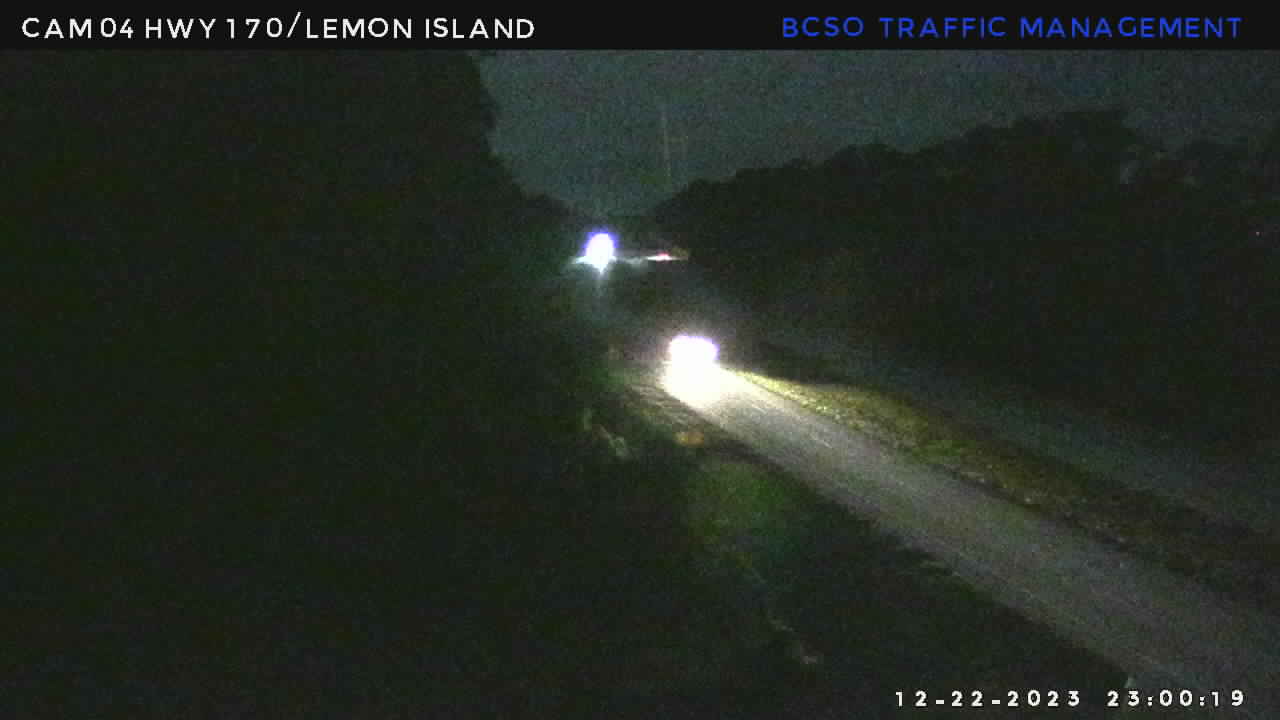 CAM04 HWY 170/LEMON ISLAND
BCSO TRAFFIC MANAGEMENT
12-22-2023 23:00:19